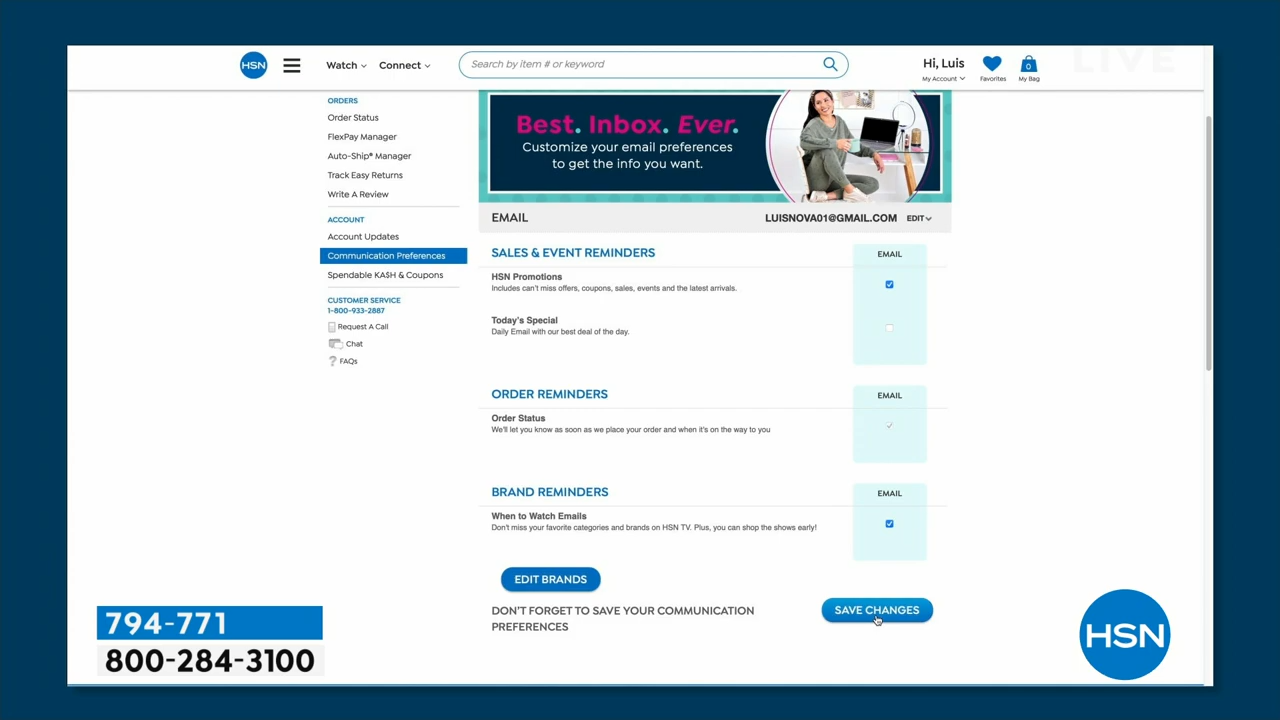 HSN
Watch
Connect
Search by item # or keyword
Hi, Luis
My Account
Favorites
0
My Bag
LIVE
ORDERS
Order Status
FlexPay Manager
Auto-Ship® Manager
Track Easy Returns
Write A Review
ACCOUNT
Account Updates
Communication Preferences
Spendable KA$H & Coupons
CUSTOMER SERVICE
1-800-933-2887
Request A Call
Chat
FAQs
Best. Inbox. Ever.
Customize your email preferences
to get the info you want.
EMAIL
LUISNOVA01@GMAIL.COM EDIT
SALES & EVENT REMINDERS
EMAIL
HSN Promotions
Includes can't miss offers, coupons, sales, events and the latest arrivals.
Today's Special
Daily Email with our best deal of the day.
ORDER REMINDERS
EMAIL
Order Status
We'll let you know as soon as we place your order and when it's on the way to you
BRAND REMINDERS
EMAIL
When to Watch Emails
Don't miss your favorite categories and brands on HSN TV. Plus, you can shop the shows early!
EDIT BRANDS
DON'T FORGET TO SAVE YOUR COMMUNICATION
PREFERENCES
SAVE CHANGES
794-771
800-284-3100
HSN